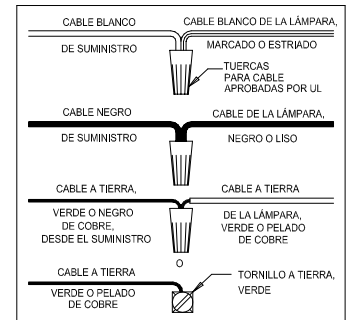 CABLE BLANCO
CABLE BLANCO DE LA LÁMPARA,
DE SUMINISTRO
MARCADO O ESTRIADO
TUERCAS
PARA CABLE
APROBADAS POR UL
CABLE NEGRO
CABLE DE LA LÁMPARA,
DE SUMINISTRO
NEGRO O LISO
CABLE A TIERRA,
CABLE A TIERRA
VERDE O NEGRO
DE COBRE,
DESDE EL SUMINISTRO
DE LA LÁMPARA,
VERDE O PELADO
DE COBRE
O
CABLE A TIERRA
VERDE O PELADO
DE COBRE
TORNILLO A TIERRA,
VERDE